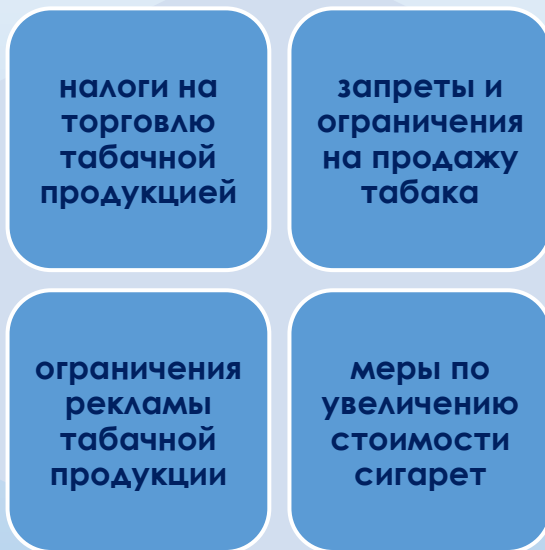 налоги на
торговлю
табачной
продукцией
запреты и
ограничения
на продажу
табака
ограничения
рекламы
табачной
продукции
меры по
увеличению
стоимости
сигарет